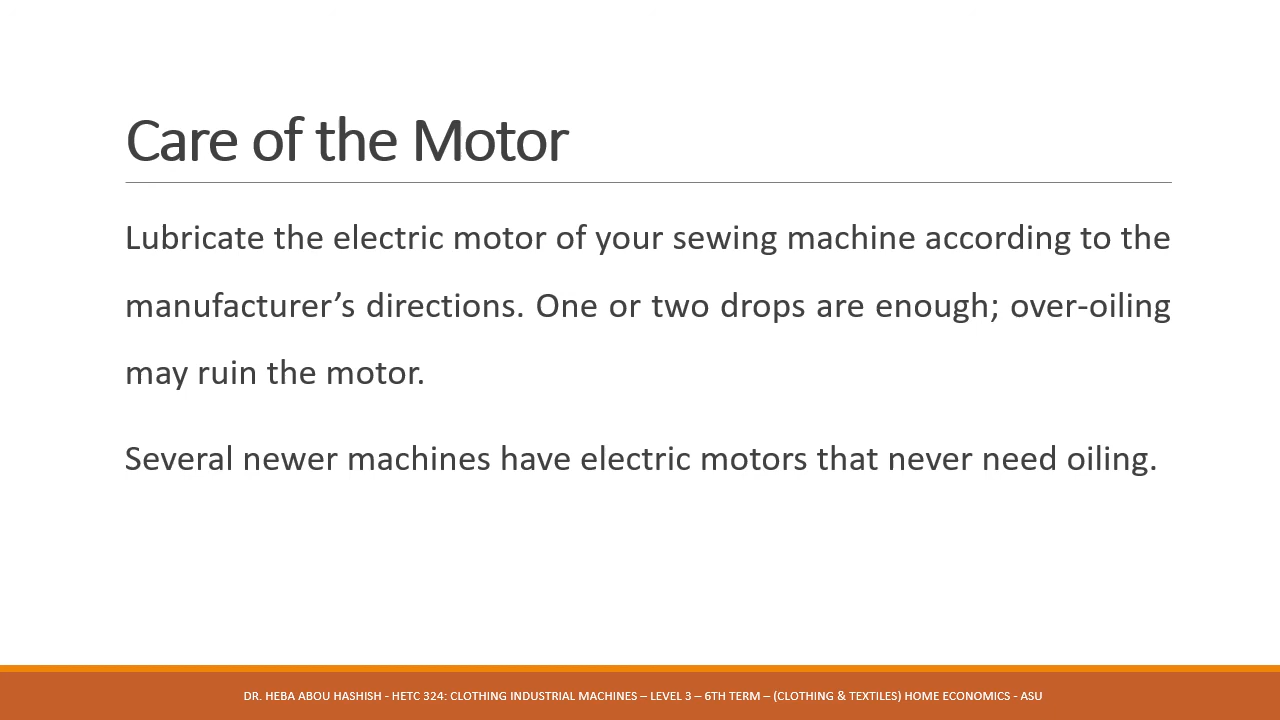 Care of the Motor
Lubricate the electric motor of your sewing machine according to the
manufacturer’s directions. One or two drops are enough; over-oiling
may ruin the motor.
Several newer machines have electric motors that never need oiling.
DR. HEBA ABOU HASHISH - HETC 324: CLOTHING INDUSTRIAL MACHINES – LEVEL 3 – 6TH TERM – (CLOTHING & TEXTILES) HOME ECONOMICS - ASU